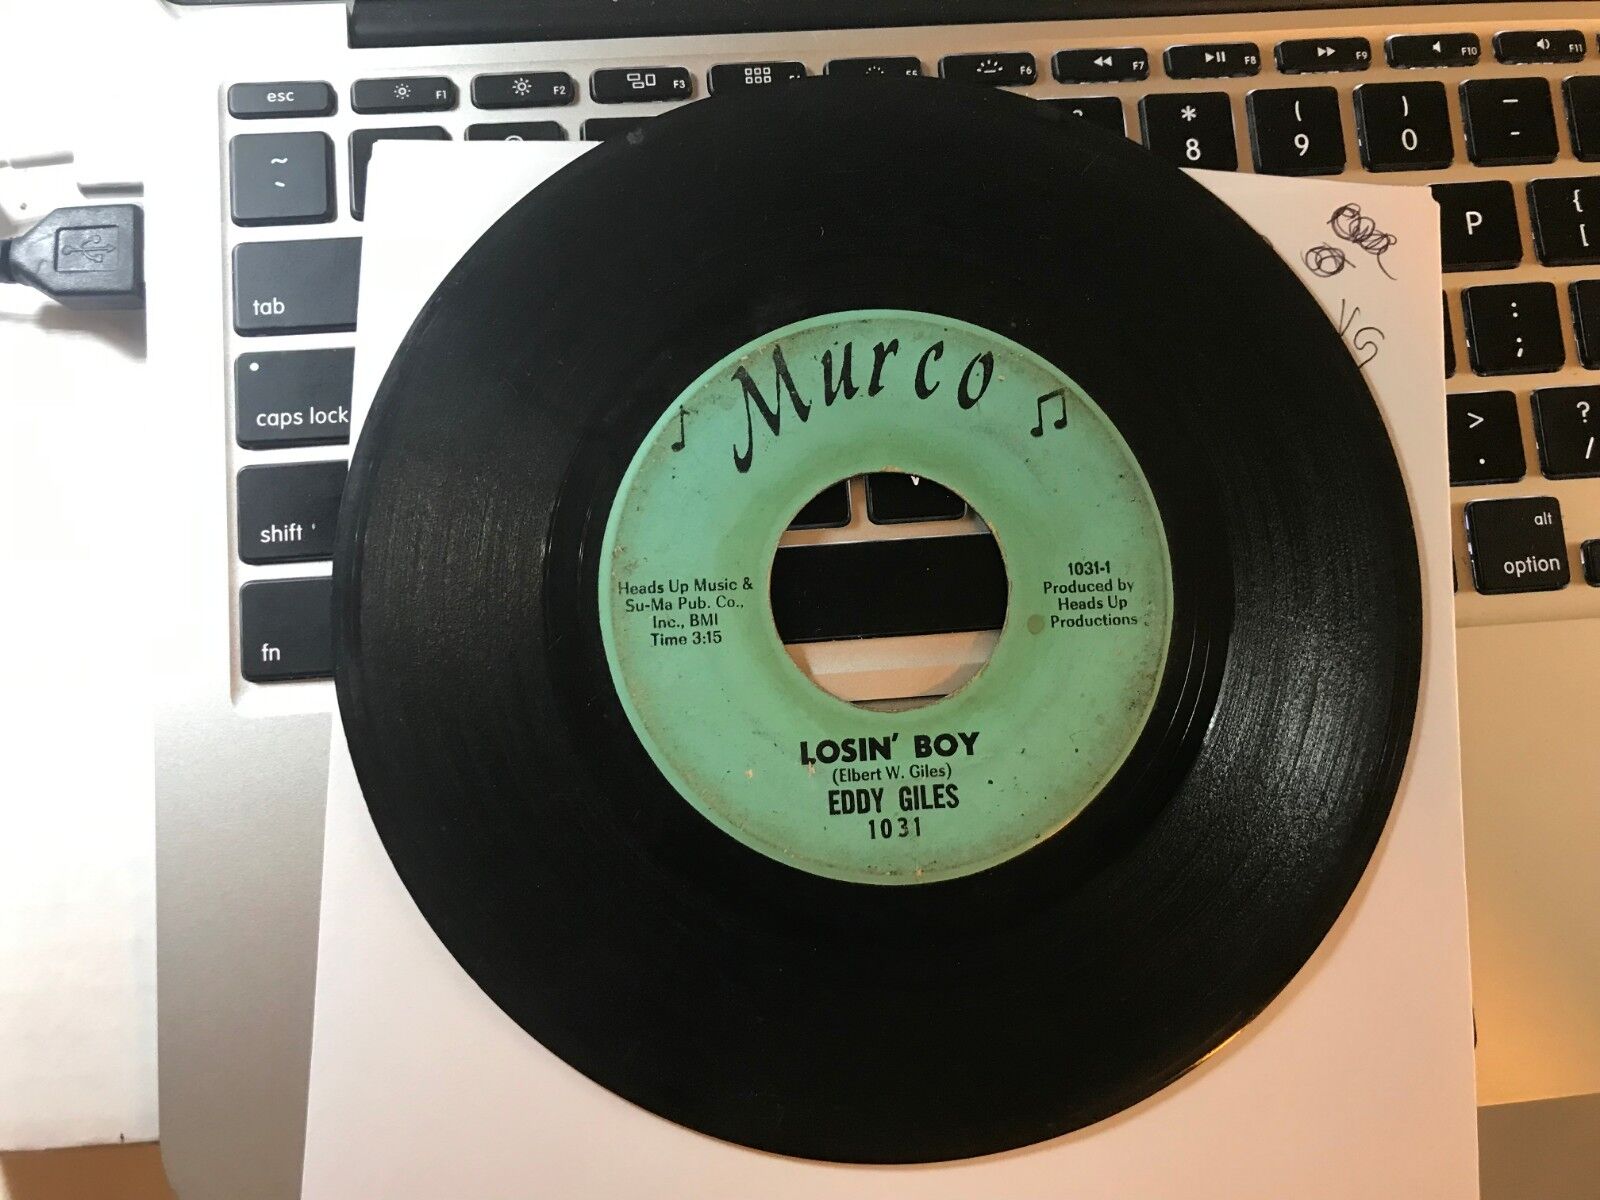 esc
F1
F2
F3
F5
F6
F7
F8
F9
F10
F11
~
`
*
8
(
9
)
0
_
-
tab
P
{
[
caps lock
:
;
shift
>
.
?
/
fn
alt
option
VG
Murco
Heads Up Music &
Su-Ma Pub. Co.,
Inc., BMI
Time 3:15
1031-1
Produced by
Heads Up
Productions
LOSIN' BOY
(Elbert W. Giles)
EDDY GILES
1031